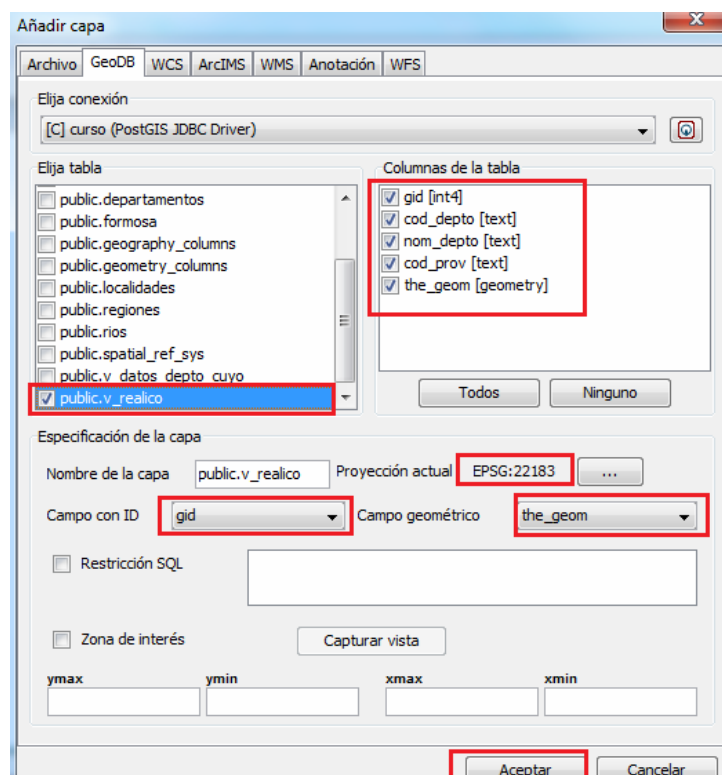 Añadir capa
X
Archivo GeoDB WCS ArcIMS WMS Anotación WFS
Elija conexión
[C] curso (PostGIS JDBC Driver)
Elija tabla
public.departamentos
public.formosa
public.geography_columns
public.geometry_columns
public.localidades
public.regiones
public.rios
public.spatial_ref_sys
public.v_datos_depto_cuyo
public.v_realico
Columnas de la tabla
gid [int4]
cod_depto [text]
nom_depto [text]
cod_prov [text]
the_geom [geometry]
Todos Ninguno
Especificación de la capa
Nombre de la capa public.v_realico Proyección actual EPSG:22183 ...
Campo con ID gid Campo geométrico the_geom
Restricción SQL
Zona de interés Capturar vista
ymax ymin xmax xmin
Aceptar Cancelar